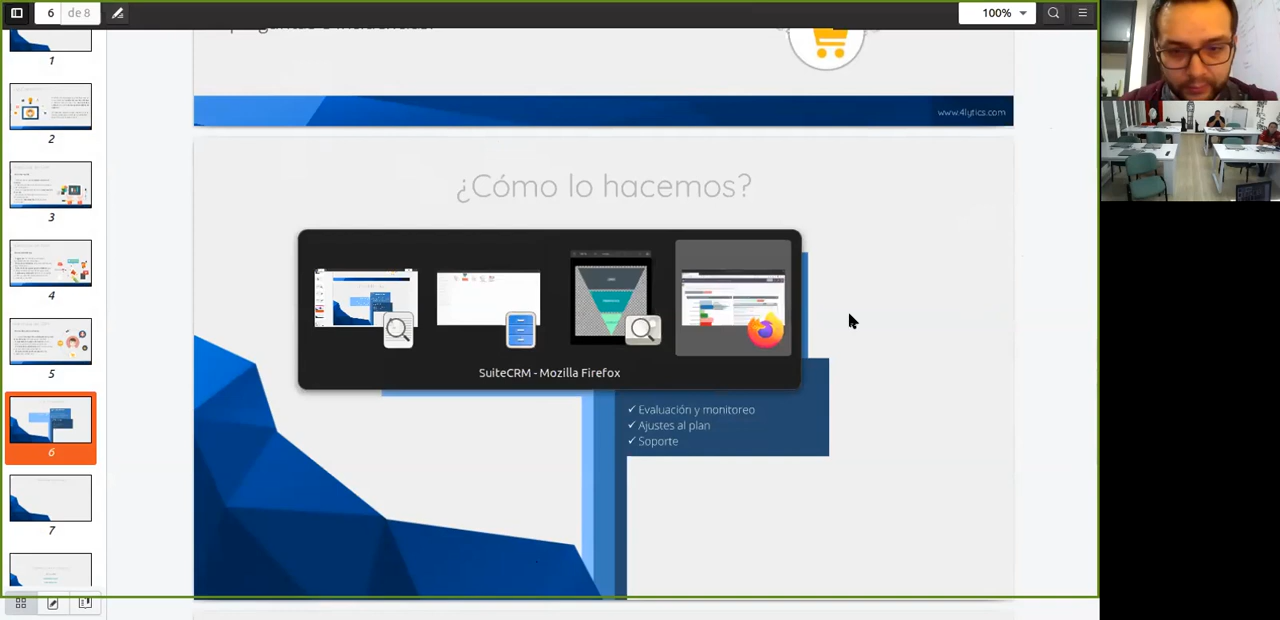 6
de 8
100%
1
2
3
4
5
6
7
www.4lytics.com
¿Cómo lo hacemos?
SuiteCRM - Mozilla Firefox
✓ Evaluación y monitoreo
✓ Ajustes al plan
✓ Soporte